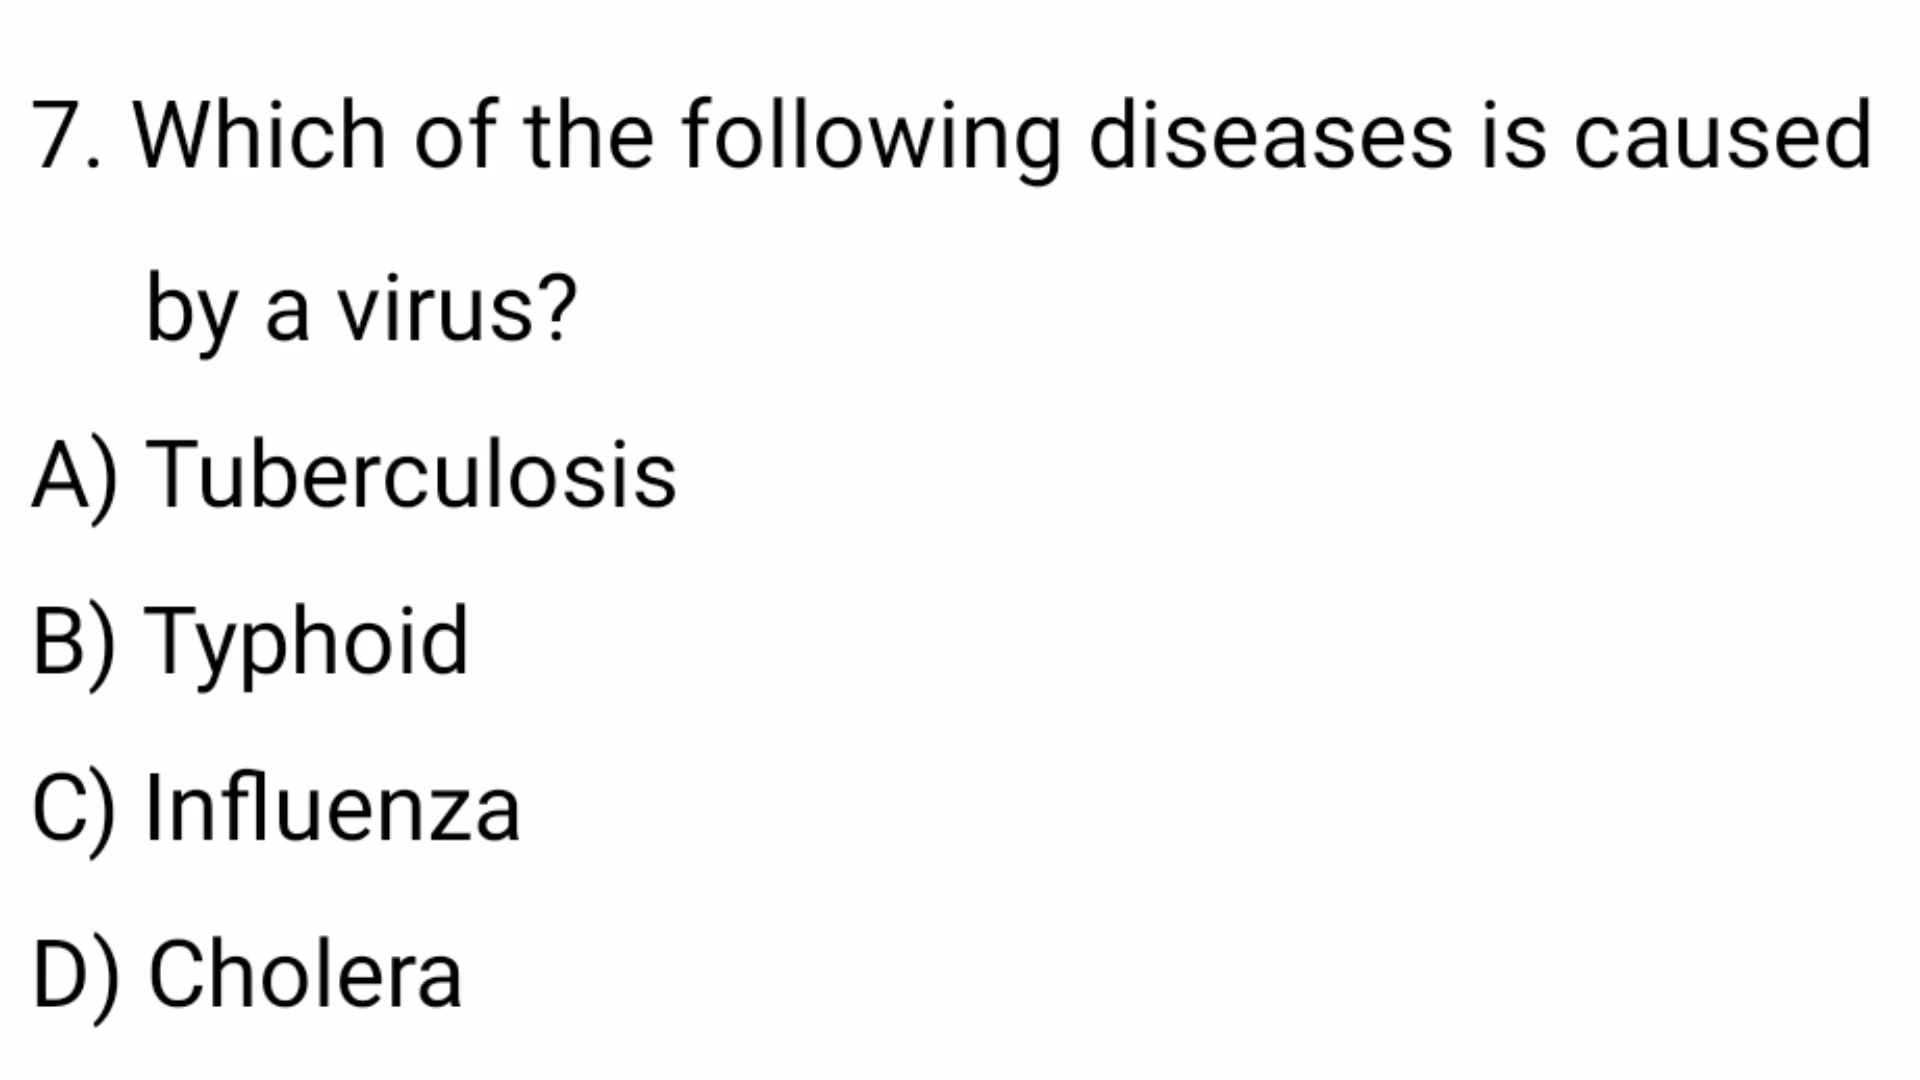 7. Which of the following diseases is caused
by a virus?
A) Tuberculosis
B) Typhoid
C) Influenza
D) Cholera